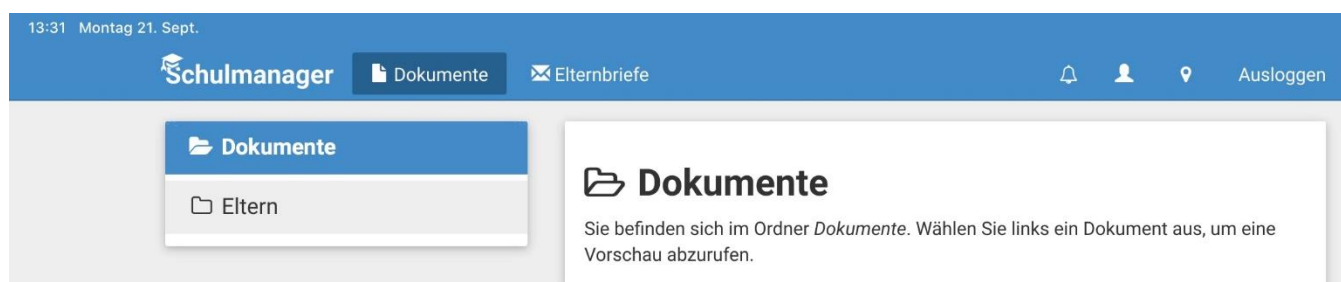 13:31 Montag 21. Sept.
Schulmanager Dokumente Elternbriefe Ausloggen
Dokumente
Eltern
Dokumente
Sie befinden sich im Ordner Dokumente. Wählen Sie links ein Dokument aus, um eine
Vorschau abzurufen.